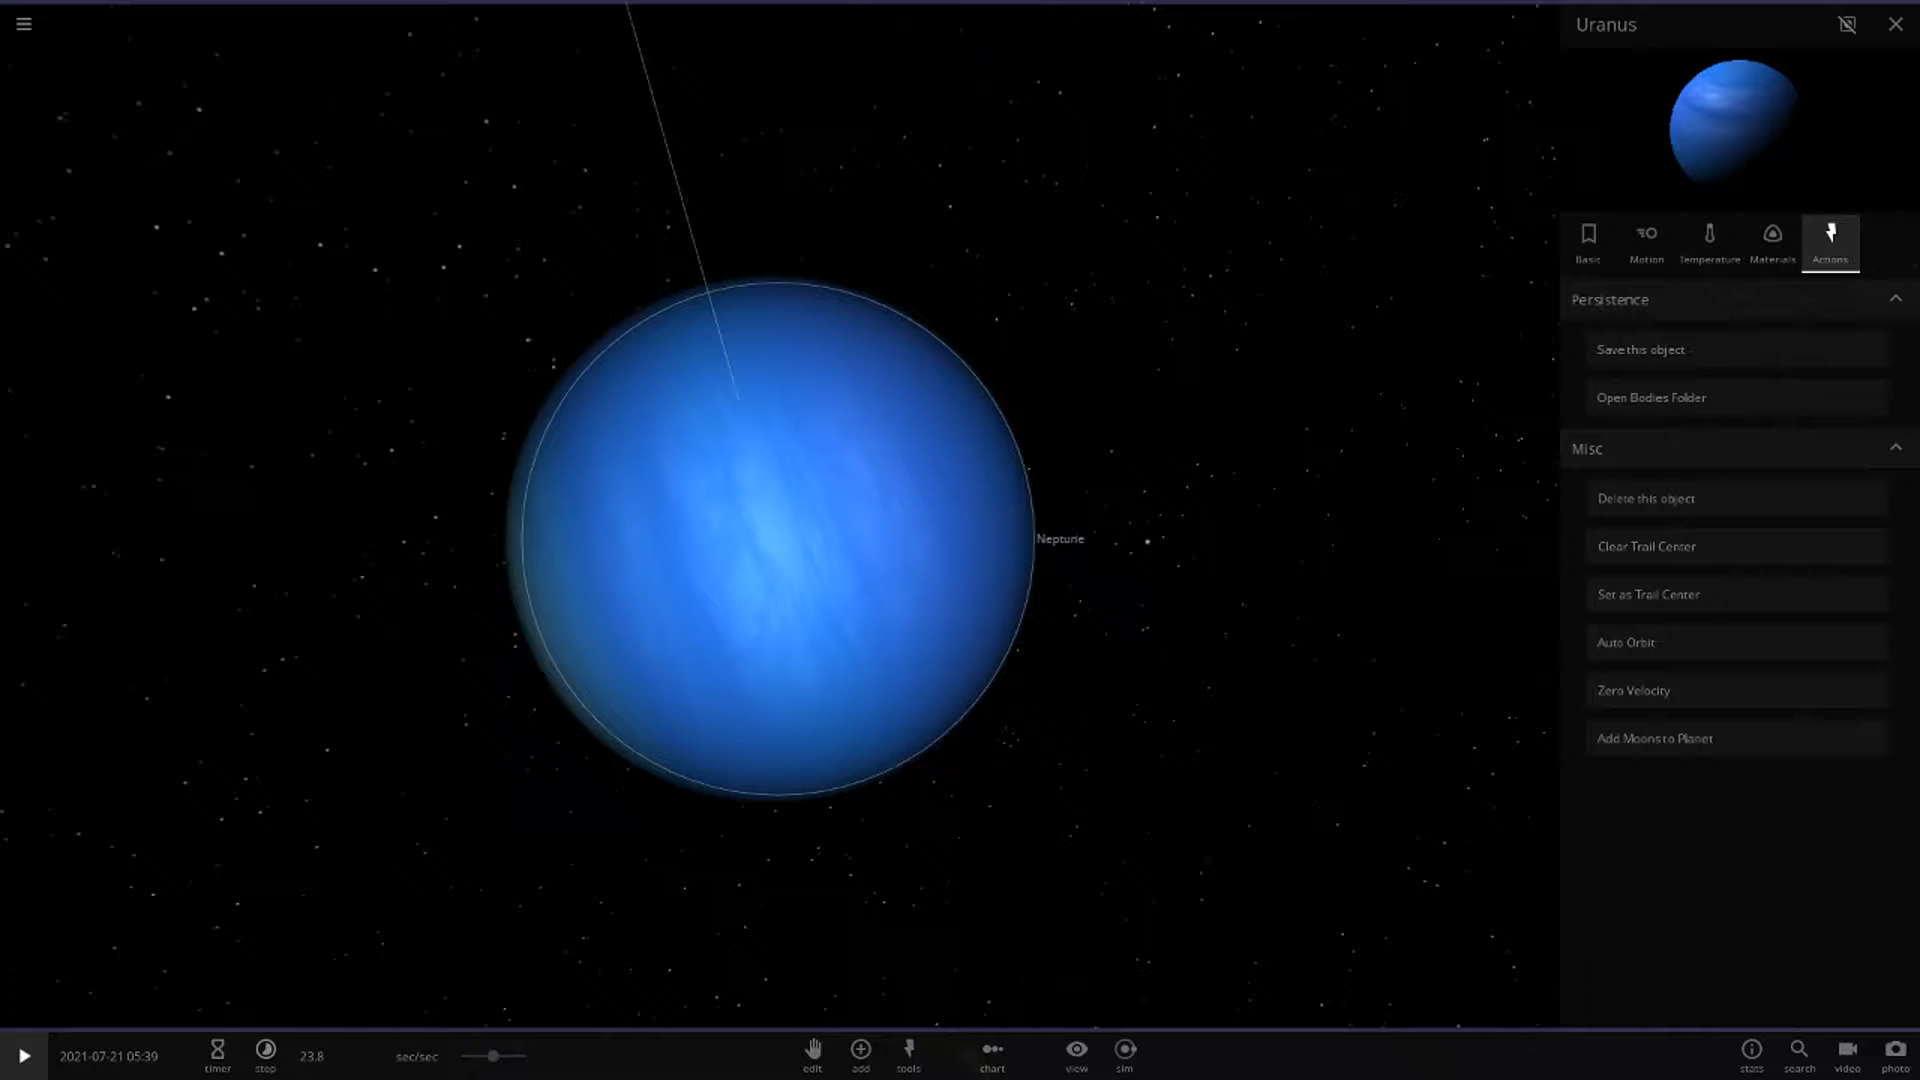 Uranus
Basic
Motion
Temperature
Materials
Actions
Persistence
Save this object
Open Bodies Folder
Misc
Delete this object
Clear Trail Center
Set as Trail Center
Auto Orbit
Zero Velocity
Add Moons to Planet
Neptune
2021-07-21 05:39
timer
step
23.8
sec/sec
edit
add
tools
chart
view
sim
stats
search
video
photo